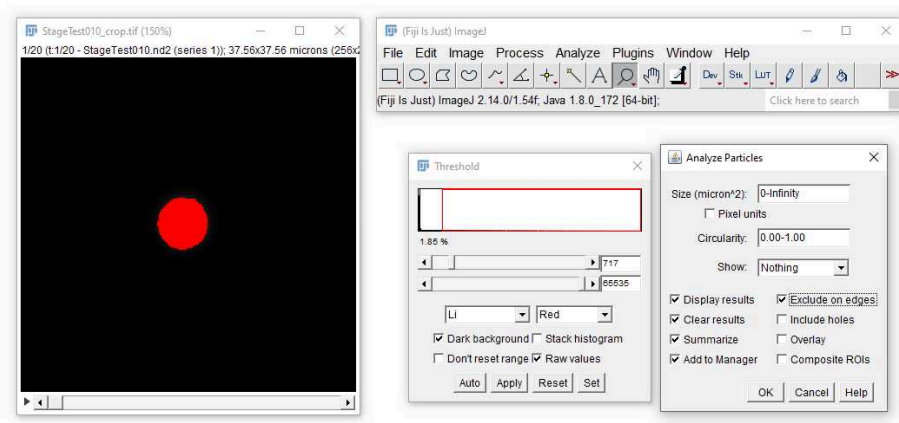 StageTest010_crop.tif (150%)
1/20 (t:1/20 - StageTest010.nd2 (series 1)); 37.56x37.56 microns (256x2
(Fiji Is Just) ImageJ
File Edit Image Process Analyze Plugins Window Help
Dev Stk LUT
(Fiji Is Just) ImageJ 2.14.0/1.54f; Java 1.8.0_172 [64-bit];
Click here to search
Threshold
1.85 %
717
65535
Li Red
Dark background Stack histogram
Don't reset range Raw values
Auto Apply Reset Set
Analyze Particles
Size (micron^2): 0-Infinity
Pixel units
Circularity: 0.00-1.00
Show: Nothing
Display results Exclude on edges
Clear results Include holes
Summarize Overlay
Add to Manager Composite ROIs
OK Cancel Help